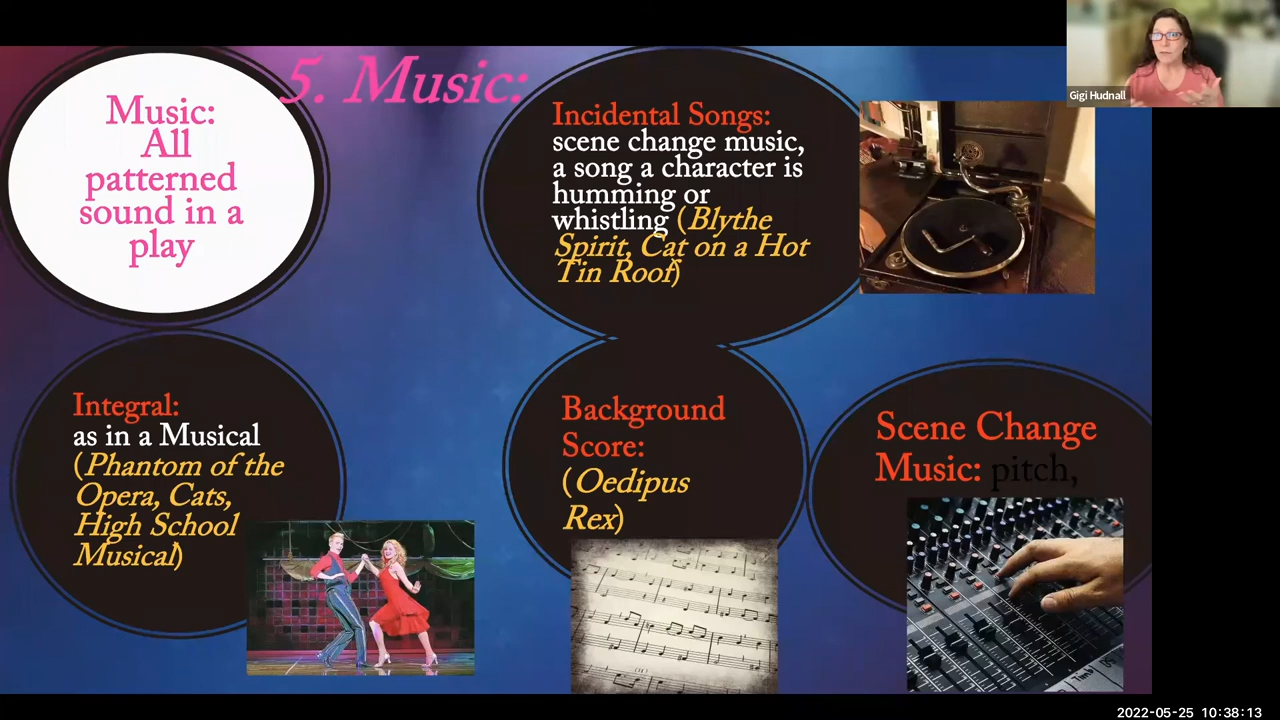 5. Music:
Music:
All
patterned
sound in a
play
Incidental Songs:
scene change music,
a song a character is
humming or
whistling (Blythe
Spirit, Cat on a Hot
Tin Roof)
Integral:
as in a Musical
(Phantom of the
Opera, Cats,
High School
Musical)
Background
Score:
(Oedipus
Rex)
Scene Change
Music: pitch,
Gigi Hudnall
2022-05-25 10:38:13